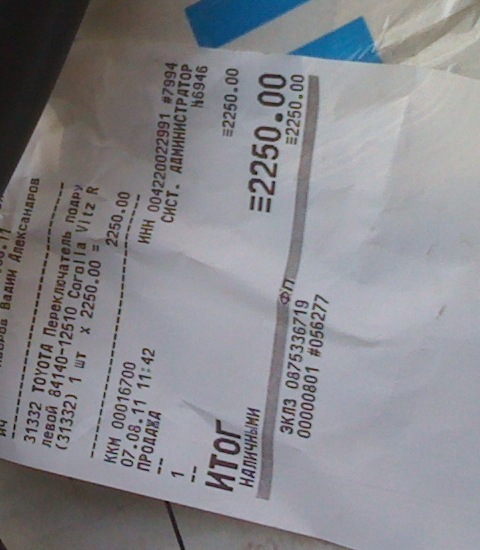 Вадим Александров
31332 TOYOTA Переключатель подру
левой 84140-12510 Corolla Vitz R
(31332) 1 шт x 2250.00 =
2250.00
ККМ 00016700 ИНН 004220022991 #7994
07.08.11 11:42 СИСТ. АДМИНИСТРАТОР
ПРОДАЖА №6946
1 ≡2250.00
ИТОГ ≡2250.00
НАЛИЧНЫМИ ≡2250.00
ФП
ЭКЛЗ 0875336719
00000801 #056277